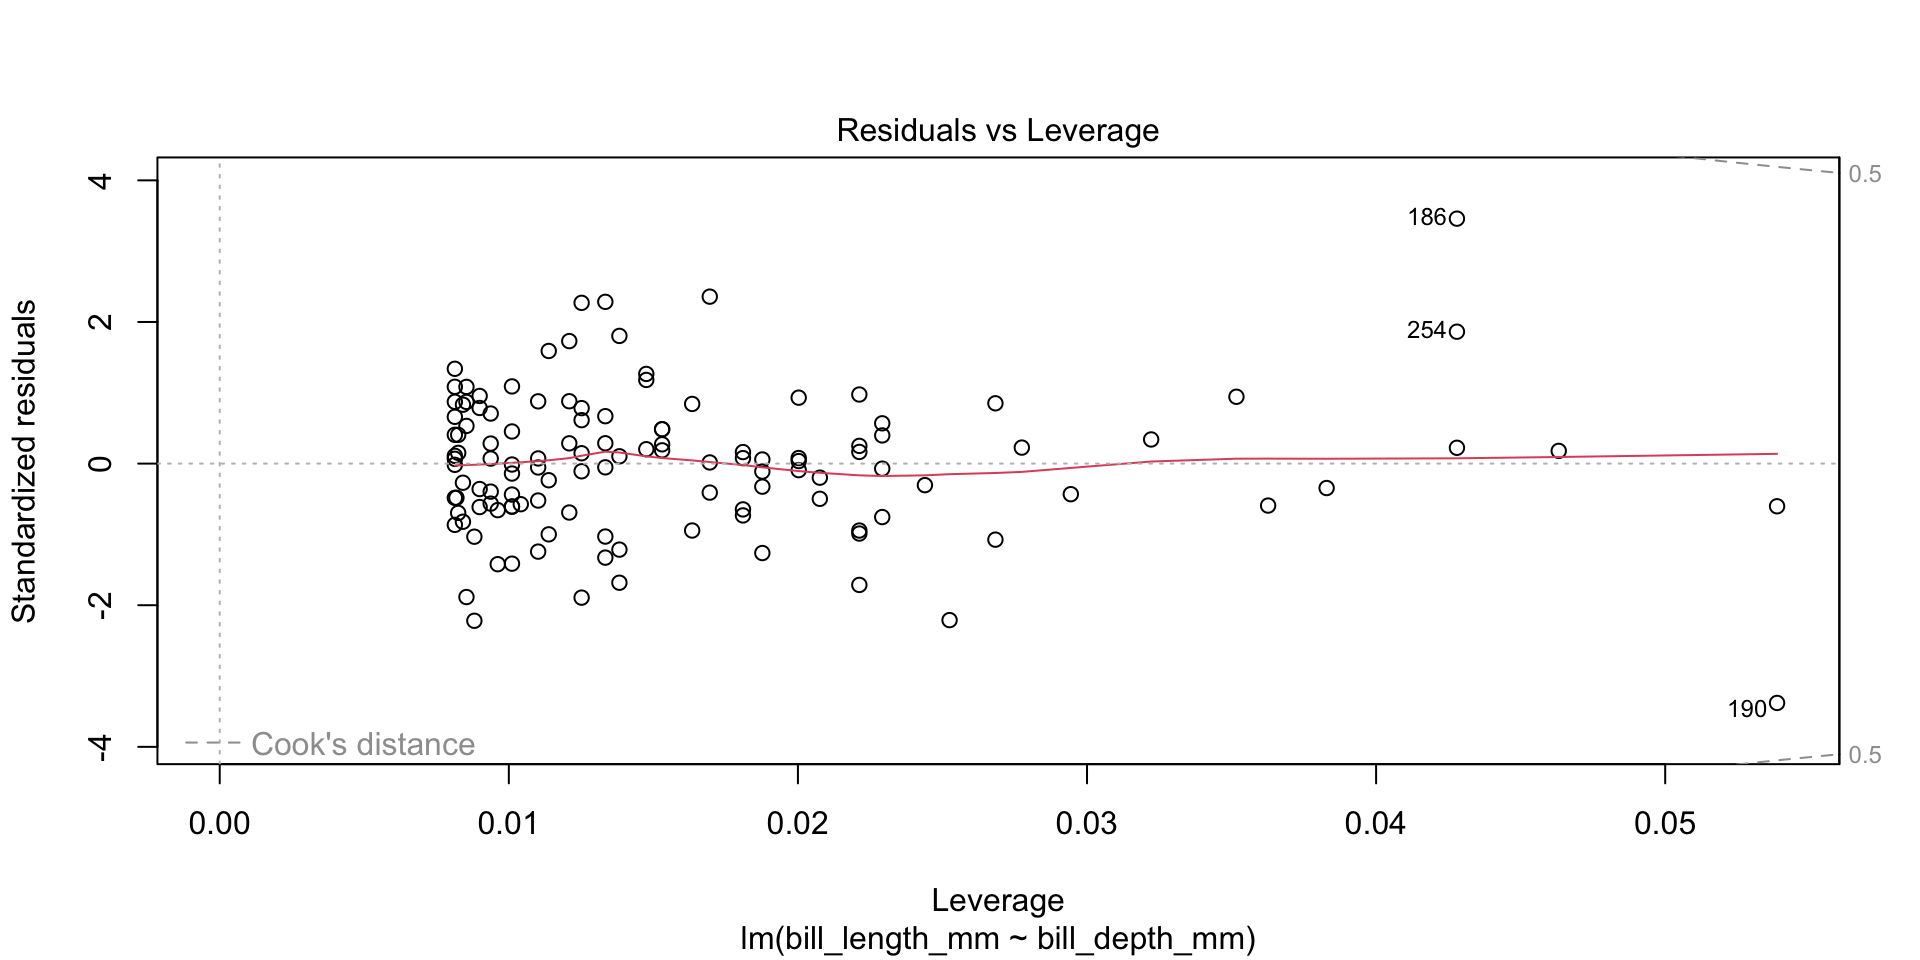 Residuals vs Leverage
Standardized residuals
4
2
0
-2
-4
0.5
186
254
190
0.5
Cook's distance
0.00 0.01 0.02 0.03 0.04 0.05
Leverage
lm(bill_length_mm ~ bill_depth_mm)